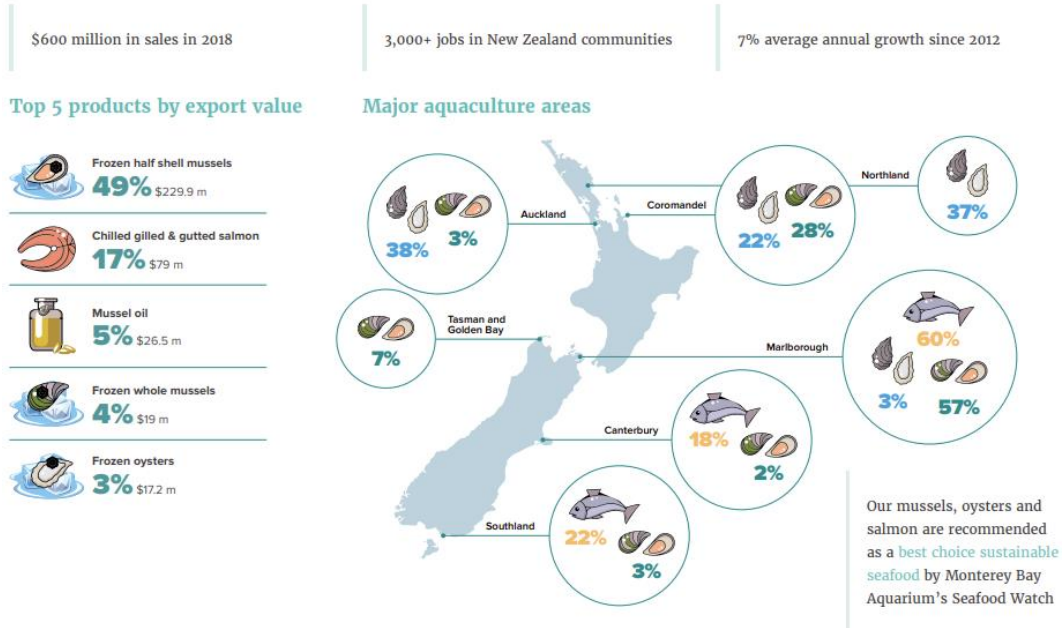 $600 million in sales in 2018
3,000+ jobs in New Zealand communities
7% average annual growth since 2012
Top 5 products by export value
Frozen half shell mussels
49% $229.9 m
Chilled gilled & gutted salmon
17% $79 m
Mussel oil
5% $26.5 m
Frozen whole mussels
4% $19 m
Frozen oysters
3% $17.2 m
Major aquaculture areas
Northland
37%
Auckland
38%
3%
Coromandel
22%
28%
Tasman and
Golden Bay
7%
Marlborough
60%
3%
57%
Canterbury
18%
2%
Southland
22%
3%
Our mussels, oysters and
salmon are recommended
as a best choice sustainable
seafood by Monterey Bay
Aquarium's Seafood Watch